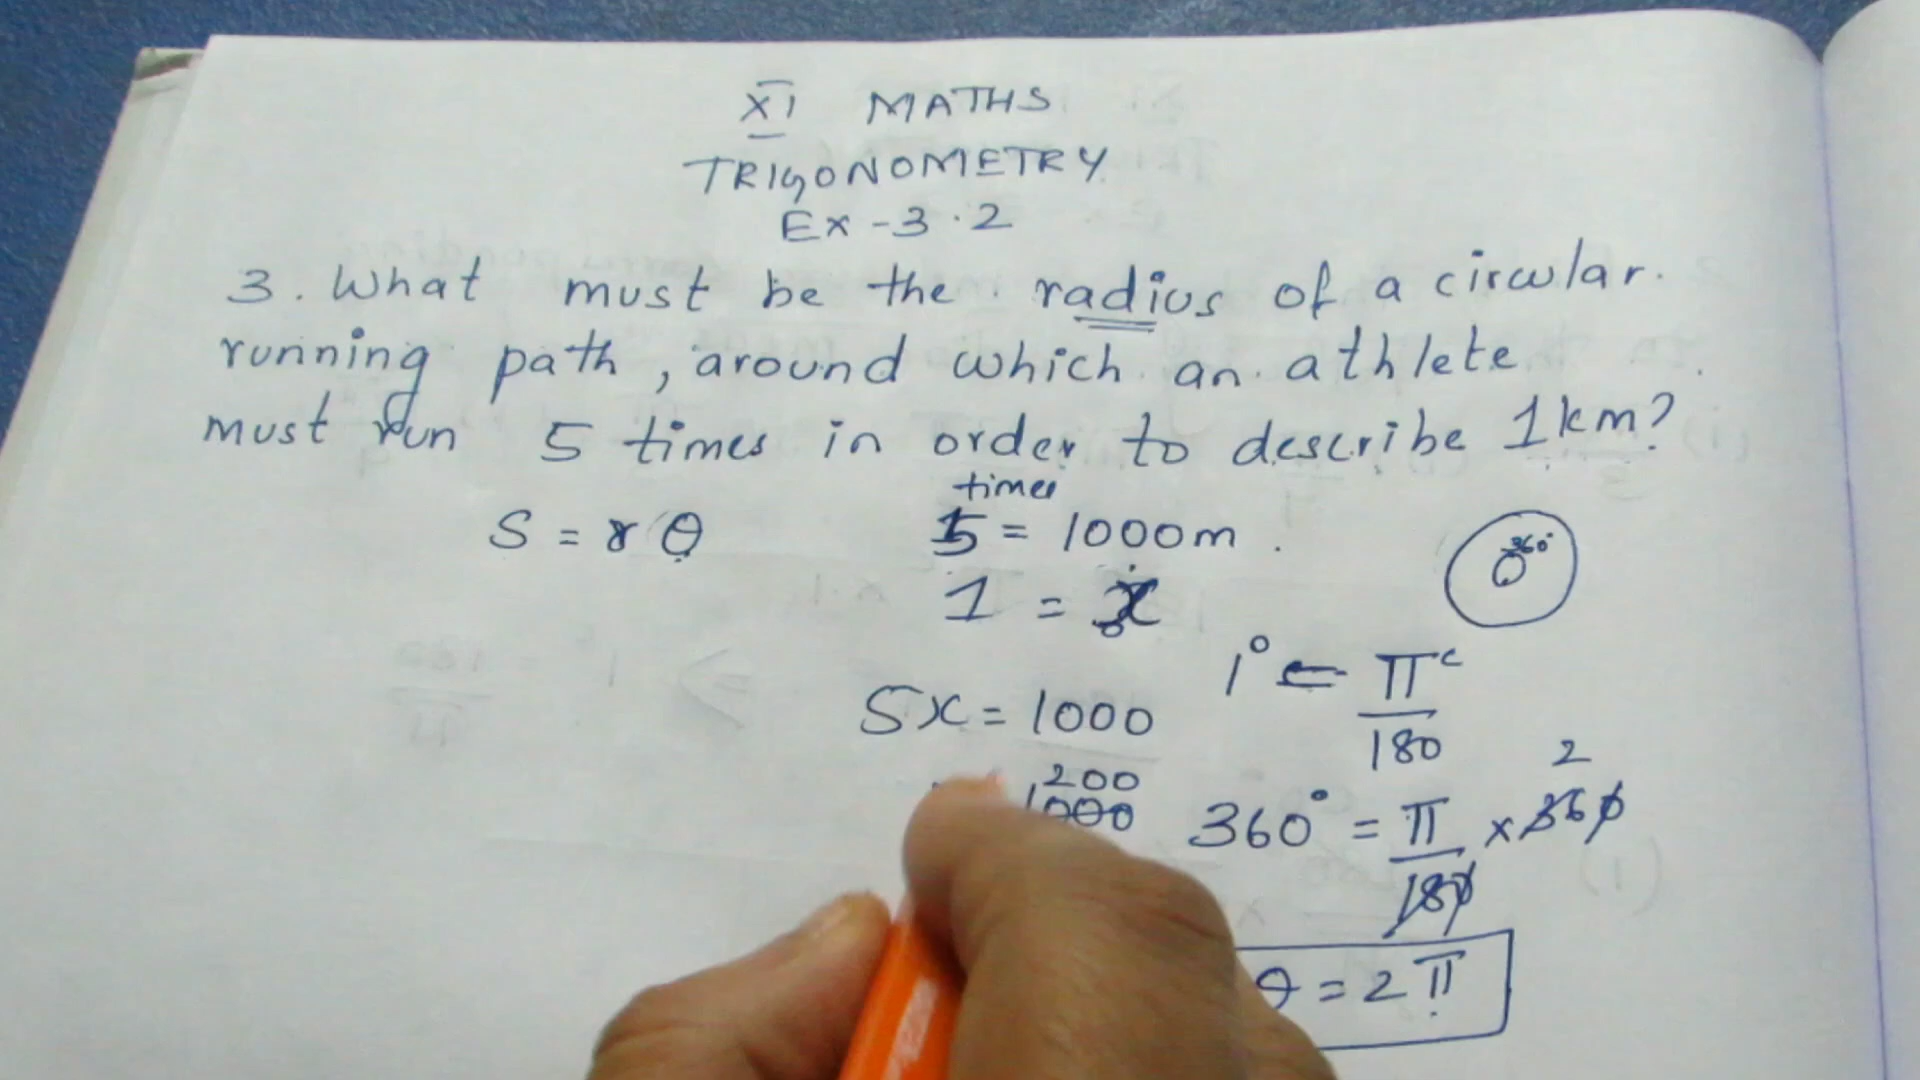 XI MATHS
TRIGONOMETRY
Ex - 3.2
3. What must be the radius of a circular
running path, around which an athlete
must run 5 times in order to describe 1km?
times
S = rθ
5 = 1000m.
360°
1 = x
1° = π^c
180
5x = 1000
200
1000
2
360° = π × 360
180
θ = 2π